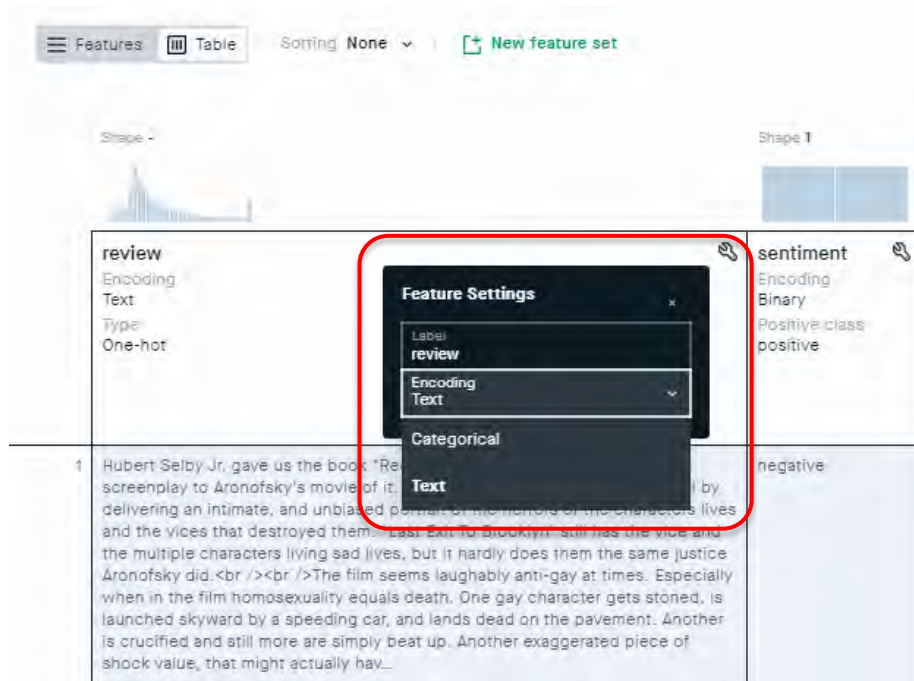 Features Table Sorting None New feature set
Shape - Shape 1
review sentiment
Encoding Encoding
Text Binary
Type Positive class
One-hot positive
Feature Settings ×
Label
review
Encoding
Text
Categorical
Text
1 Hubert Selby Jr. gave us the book "Re negative
screenplay to Aronofsky's movie of it. l by
delivering an intimate, and unbiased portrait of the horrors of the characters lives
and the vices that destroyed them. "Last Exit To Brooklyn" still has the vice and
the multiple characters living sad lives, but it hardly does them the same justice
Aronofsky did.<br /><br />The film seems laughably anti-gay at times. Especially
when in the film homosexuality equals death. One gay character gets stoned, is
launched skyward by a speeding car, and lands dead on the pavement. Another
is crucified and still more are simply beat up. Another exaggerated piece of
shock value, that might actually hav...